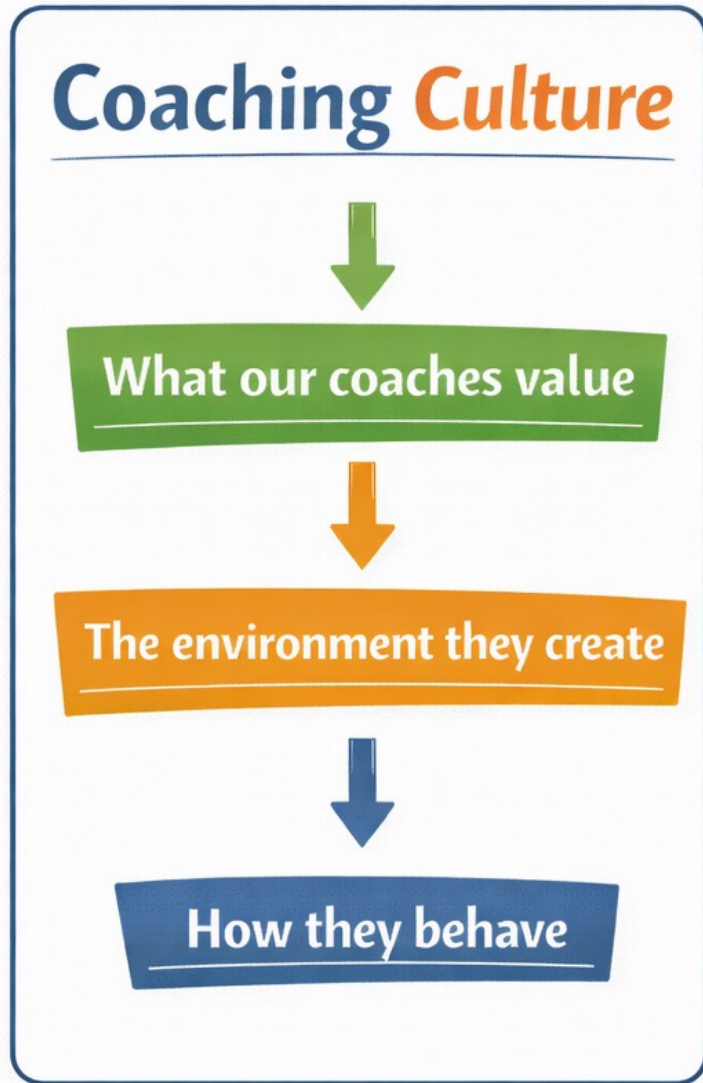 Coaching Culture
What our coaches value
The environment they create
How they behave